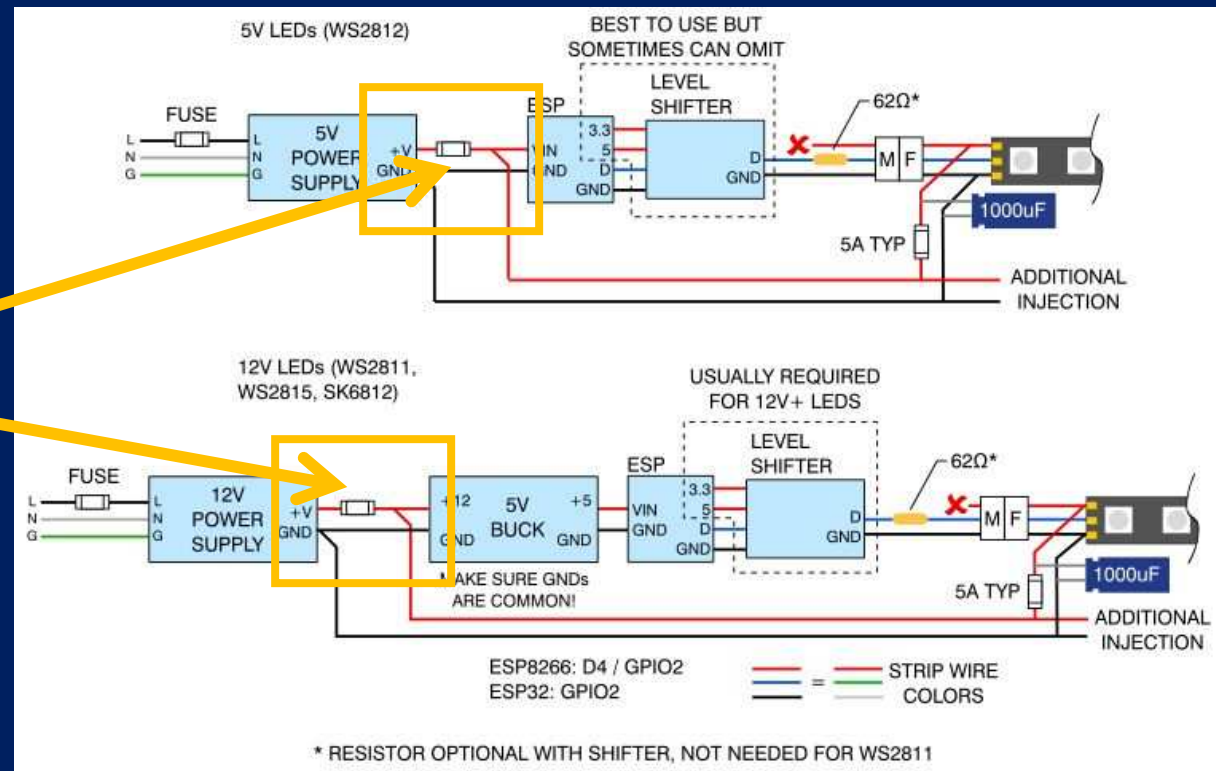 5V LEDs (WS2812)
BEST TO USE BUT
SOMETIMES CAN OMIT
FUSE
L
N
G
L
N
G
5V
POWER
SUPPLY
+V
GND
ESP
VIN
GND
3.3
5
D
GND
LEVEL
SHIFTER
D
GND
62Ω*
M F
1000uF
5A TYP
ADDITIONAL
INJECTION
12V LEDs (WS2811,
WS2815, SK6812)
USUALLY REQUIRED
FOR 12V+ LEDS
FUSE
L
N
G
L
N
G
12V
POWER
SUPPLY
+V
GND
+12
GND
5V
BUCK
+5
GND
MAKE SURE GNDs
ARE COMMON!
ESP
VIN
GND
3.3
5
D
GND
LEVEL
SHIFTER
D
GND
62Ω*
M F
1000uF
5A TYP
ADDITIONAL
INJECTION
ESP8266: D4 / GPIO2
ESP32: GPIO2
=
STRIP WIRE
COLORS
* RESISTOR OPTIONAL WITH SHIFTER, NOT NEEDED FOR WS2811